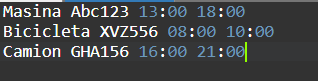 Masina Abc123 13:00 18:00
Bicicleta XVZ556 08:00 10:00
Camion GHA156 16:00 21:00